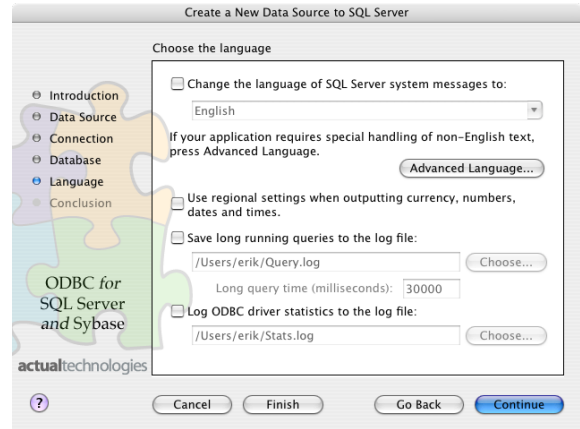 Create a New Data Source to SQL Server
Choose the language
Introduction
Data Source
Connection
Database
Language
Conclusion
ODBC for
SQL Server
and Sybase
actualtechnologies
Change the language of SQL Server system messages to:
English
If your application requires special handling of non-English text,
press Advanced Language.
Advanced Language...
Use regional settings when outputting currency, numbers,
dates and times.
Save long running queries to the log file:
/Users/erik/Query.log
Choose...
Long query time (milliseconds): 30000
Log ODBC driver statistics to the log file:
/Users/erik/Stats.log
Choose...
?
Cancel
Finish
Go Back
Continue